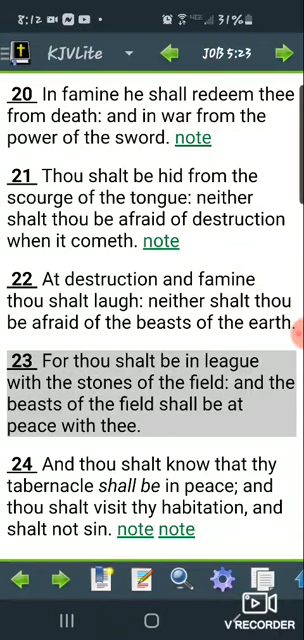 8:12 31%
KJVLite JOB 5:23
20 In famine he shall redeem thee
from death: and in war from the
power of the sword. note
21 Thou shalt be hid from the
scourge of the tongue: neither
shalt thou be afraid of destruction
when it cometh. note
22 At destruction and famine
thou shalt laugh: neither shalt thou
be afraid of the beasts of the earth.
23 For thou shalt be in league
with the stones of the field: and the
beasts of the field shall be at
peace with thee.
24 And thou shalt know that thy
tabernacle shall be in peace; and
thou shalt visit thy habitation, and
shalt not sin. note note
V RECORDER